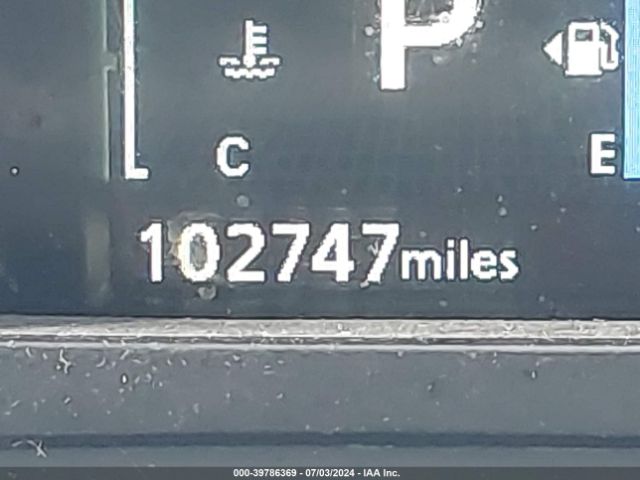 P
L C E
102747miles
000-39786369 - 07/03/2024 - IAA Inc.